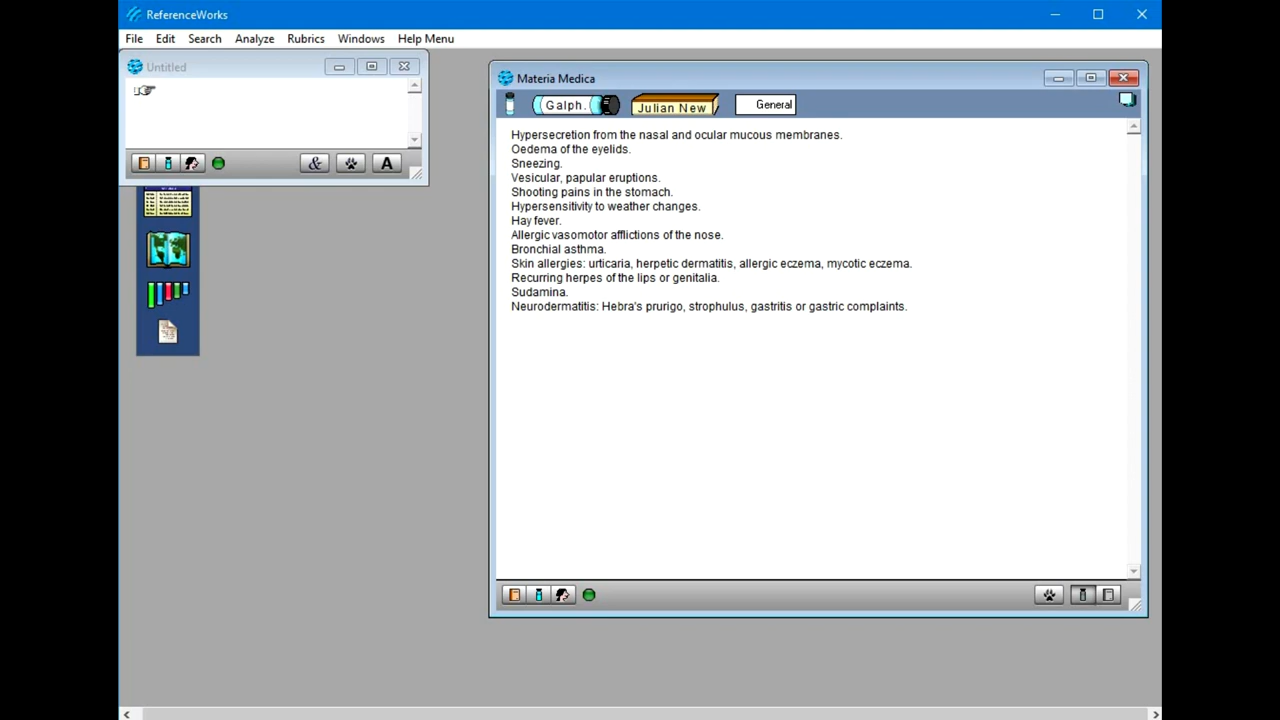 ReferenceWorks
File Edit Search Analyze Rubrics Windows Help Menu
Untitled
& A
Materia Medica
Galph. Julian New General
Hypersecretion from the nasal and ocular mucous membranes.
Oedema of the eyelids.
Sneezing.
Vesicular, papular eruptions.
Shooting pains in the stomach.
Hypersensitivity to weather changes.
Hay fever.
Allergic vasomotor afflictions of the nose.
Bronchial asthma.
Skin allergies: urticaria, herpetic dermatitis, allergic eczema, mycotic eczema.
Recurring herpes of the lips or genitalia.
Sudamina.
Neurodermatitis: Hebra's prurigo, strophulus, gastritis or gastric complaints.